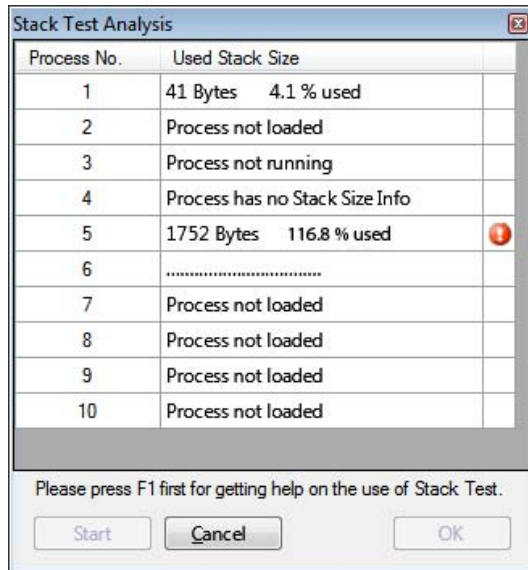 Stack Test Analysis
Process No. Used Stack Size
1 41 Bytes 4.1 % used
2 Process not loaded
3 Process not running
4 Process has no Stack Size Info
5 1752 Bytes 116.8 % used
6 ..................................
7 Process not loaded
8 Process not loaded
9 Process not loaded
10 Process not loaded
Please press F1 first for getting help on the use of Stack Test.
Start Cancel OK